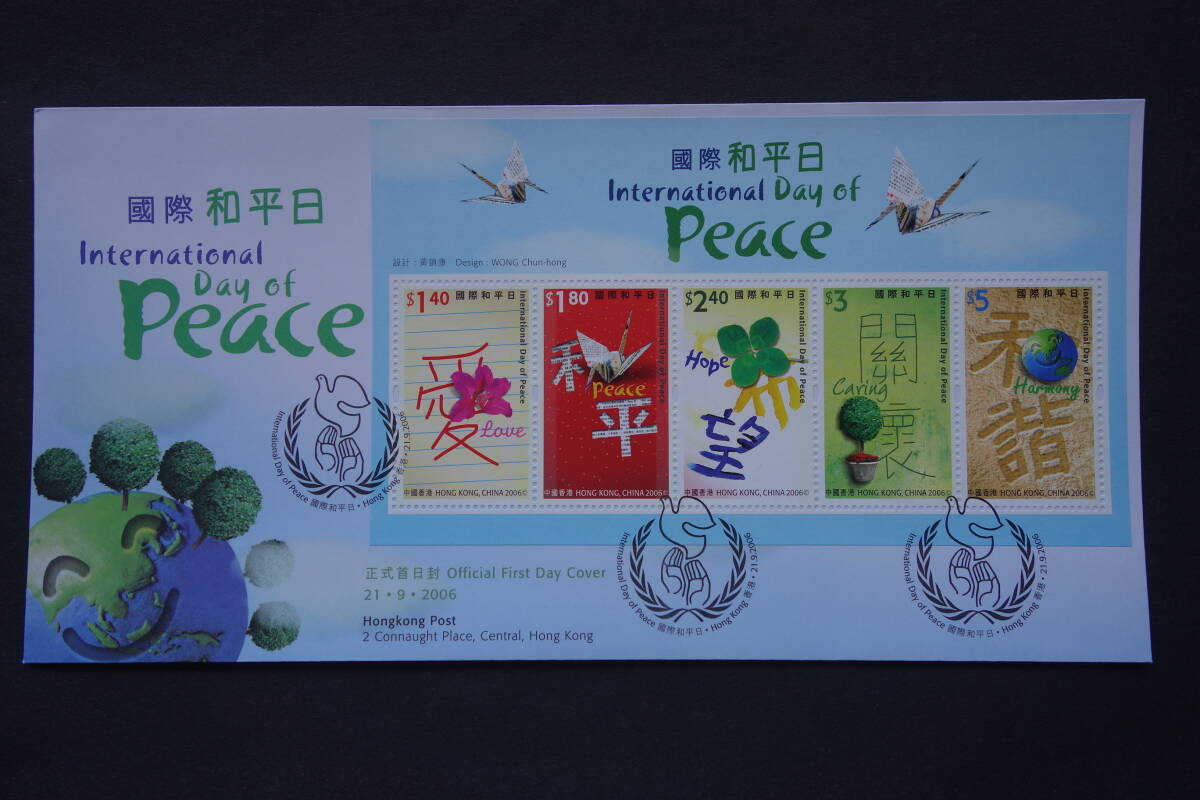 國際 和平日
International
Day of
Peace
國際 和平日
International Day of
Peace
設計：黃鎮康 Design : WONG Chun-hong
$1.40 國際和平日
International Day of Peace
愛
Love
中國香港 HONG KONG, CHINA 2006©
$1.80 國際和平日
International Day of Peace
和
Peace
平
中國香港 HONG KONG, CHINA 2006©
$2.40 國際和平日
International Day of Peace
Hope
希
望
中國香港 HONG KONG, CHINA 2006©
$3 國際和平日
International Day of Peace
關
Caring
懷
中國香港 HONG KONG, CHINA 2006©
$5 國際和平日
International Day of Peace
和
Harmony
諧
中國香港 HONG KONG, CHINA 2006©
International Day of Peace 國際和平日 • Hong Kong 香港 • 21.9.2006
International Day of Peace 國際和平日 • Hong Kong 香港 • 21.9.2006
International Day of Peace 國際和平日 • Hong Kong 香港 • 21.9.2006
正式首日封 Official First Day Cover
21 • 9 • 2006
Hongkong Post
2 Connaught Place, Central, Hong Kong